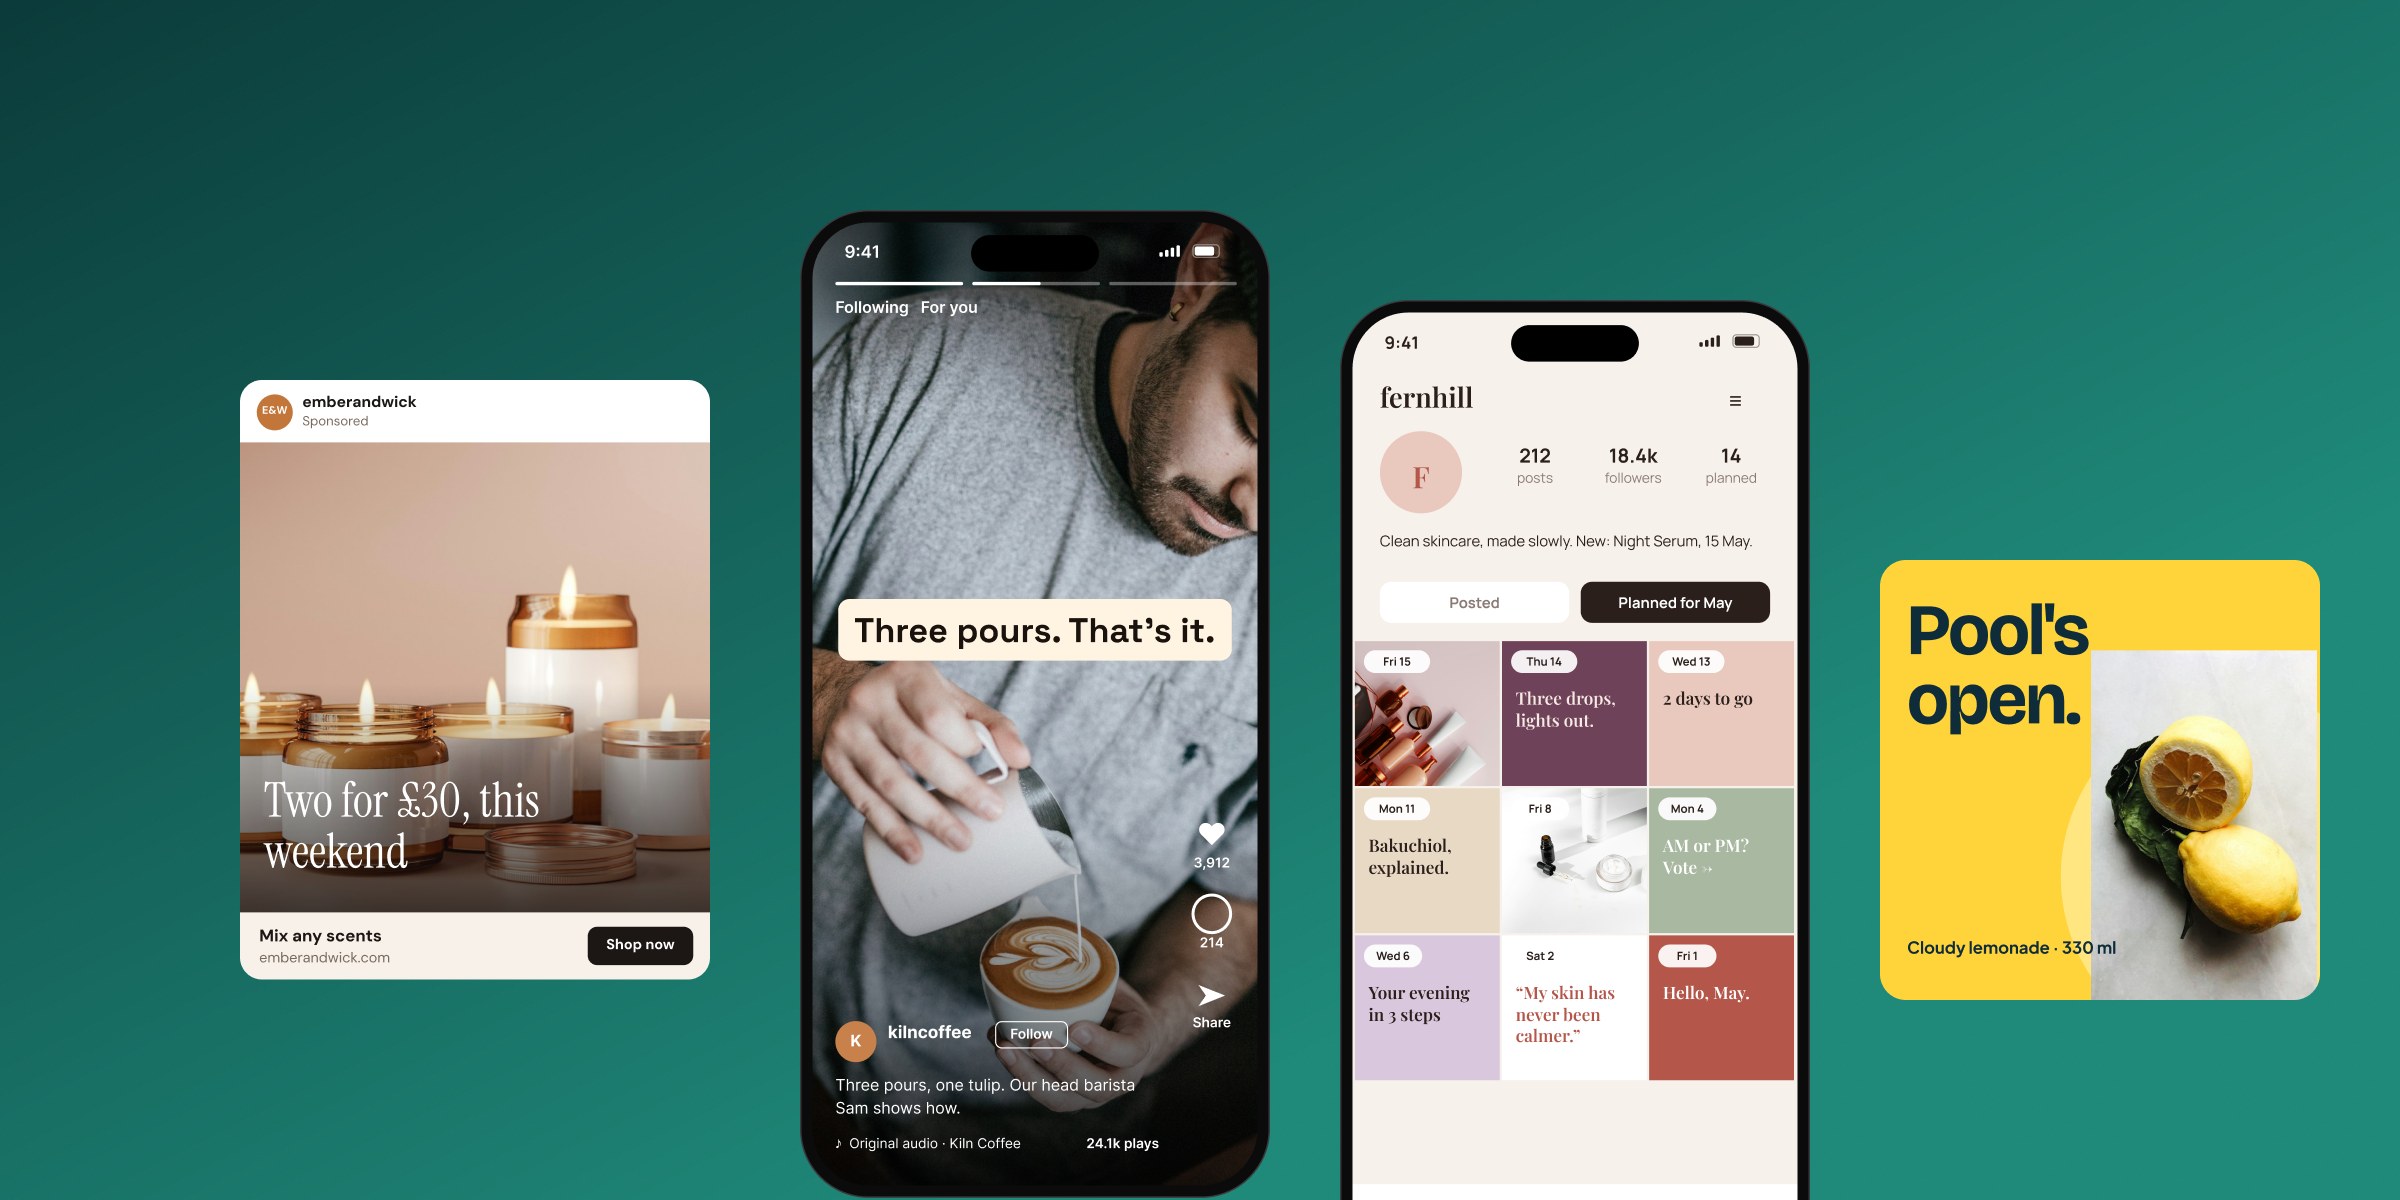 E&W
emberandwick
Sponsored
Two for £30, this
weekend
Mix any scents
emberandwick.com
Shop now
9:41
Following For you
Three pours. That's it.
3,912
214
Share
K
kilncoffee
Follow
Three pours, one tulip. Our head barista
Sam shows how.
♪ Original audio · Kiln Coffee
24.1k plays
9:41
fernhill
F
212
posts
18.4k
followers
14
planned
Clean skincare, made slowly. New: Night Serum, 15 May.
Posted
Planned for May
Fri 15
Thu 14
Three drops,
lights out.
Wed 13
2 days to go
Mon 11
Bakuchiol,
explained.
Fri 8
Mon 4
AM or PM?
Vote →
Wed 6
Your evening
in 3 steps
Sat 2
“My skin has
never been
calmer.”
Fri 1
Hello, May.
Pool's
open.
Cloudy lemonade · 330 ml